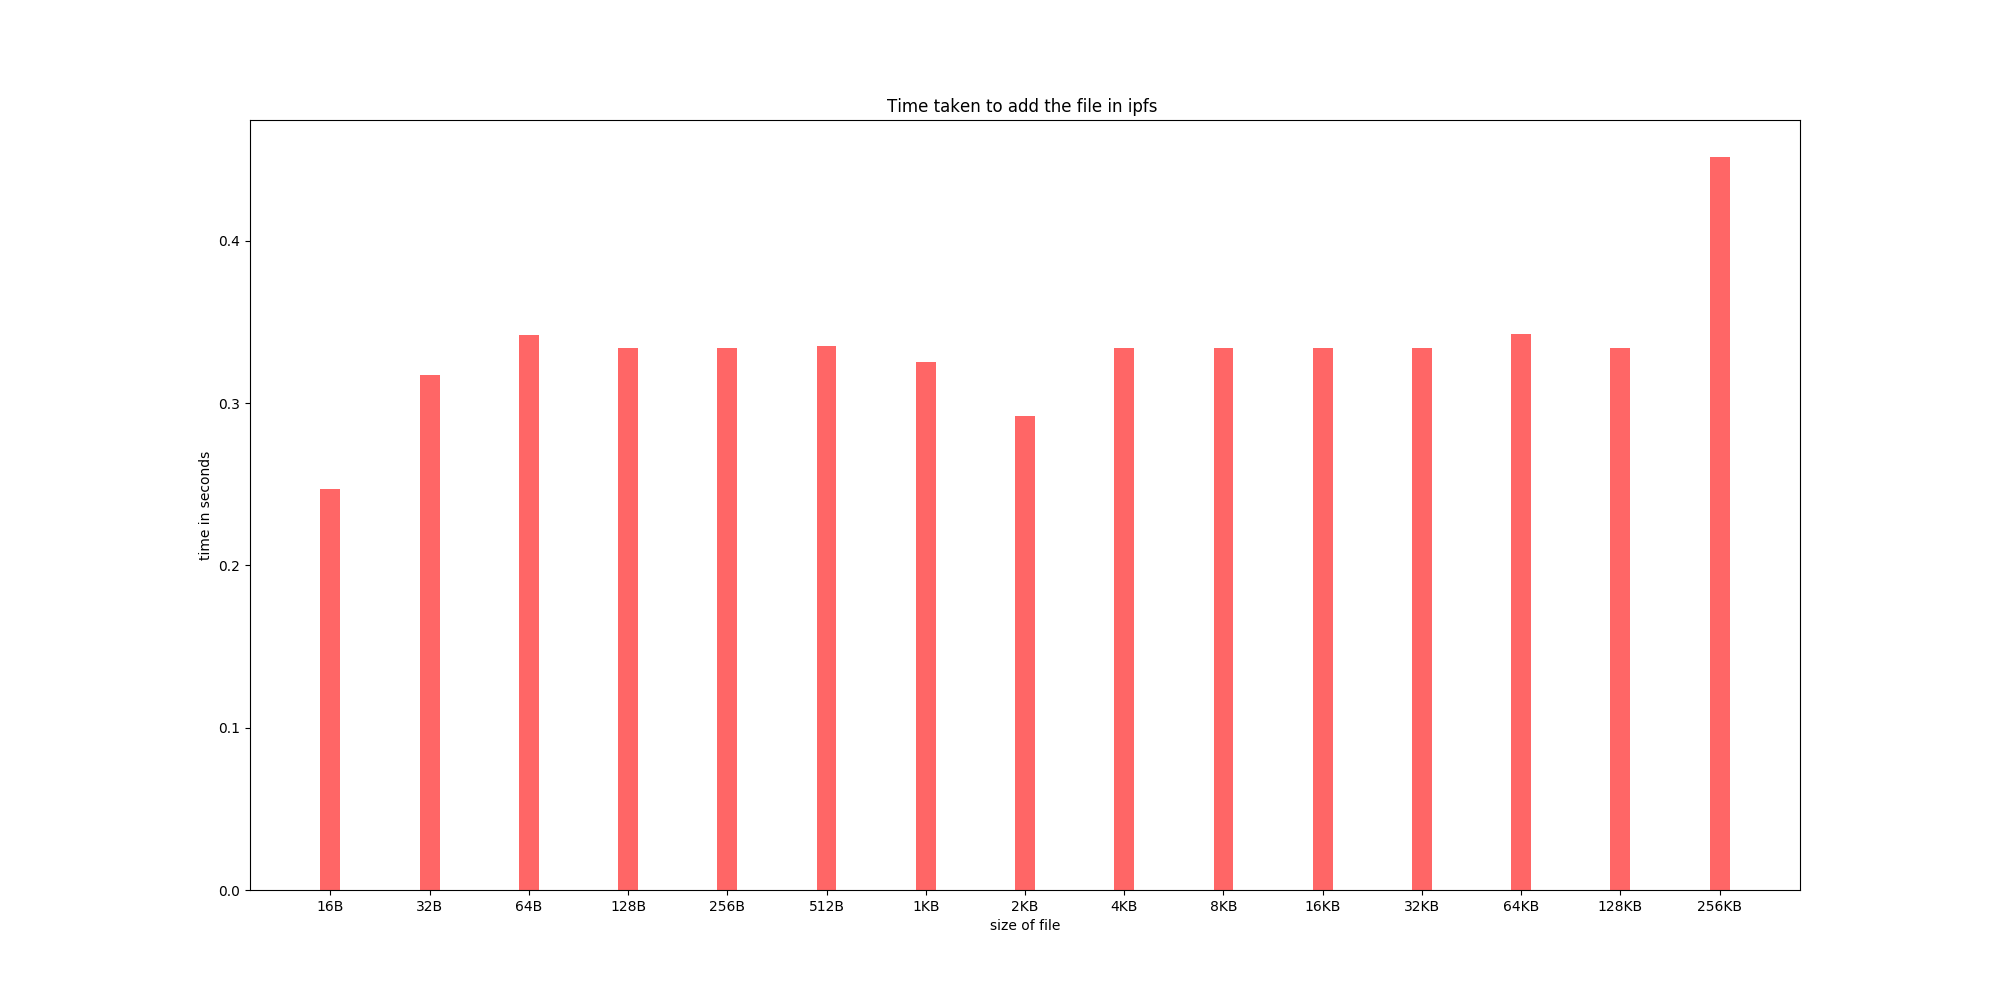 Time taken to add the file in ipfs
time in seconds
0.4
0.3
0.2
0.1
0.0
16B 32B 64B 128B 256B 512B 1KB 2KB 4KB 8KB 16KB 32KB 64KB 128KB 256KB
size of file